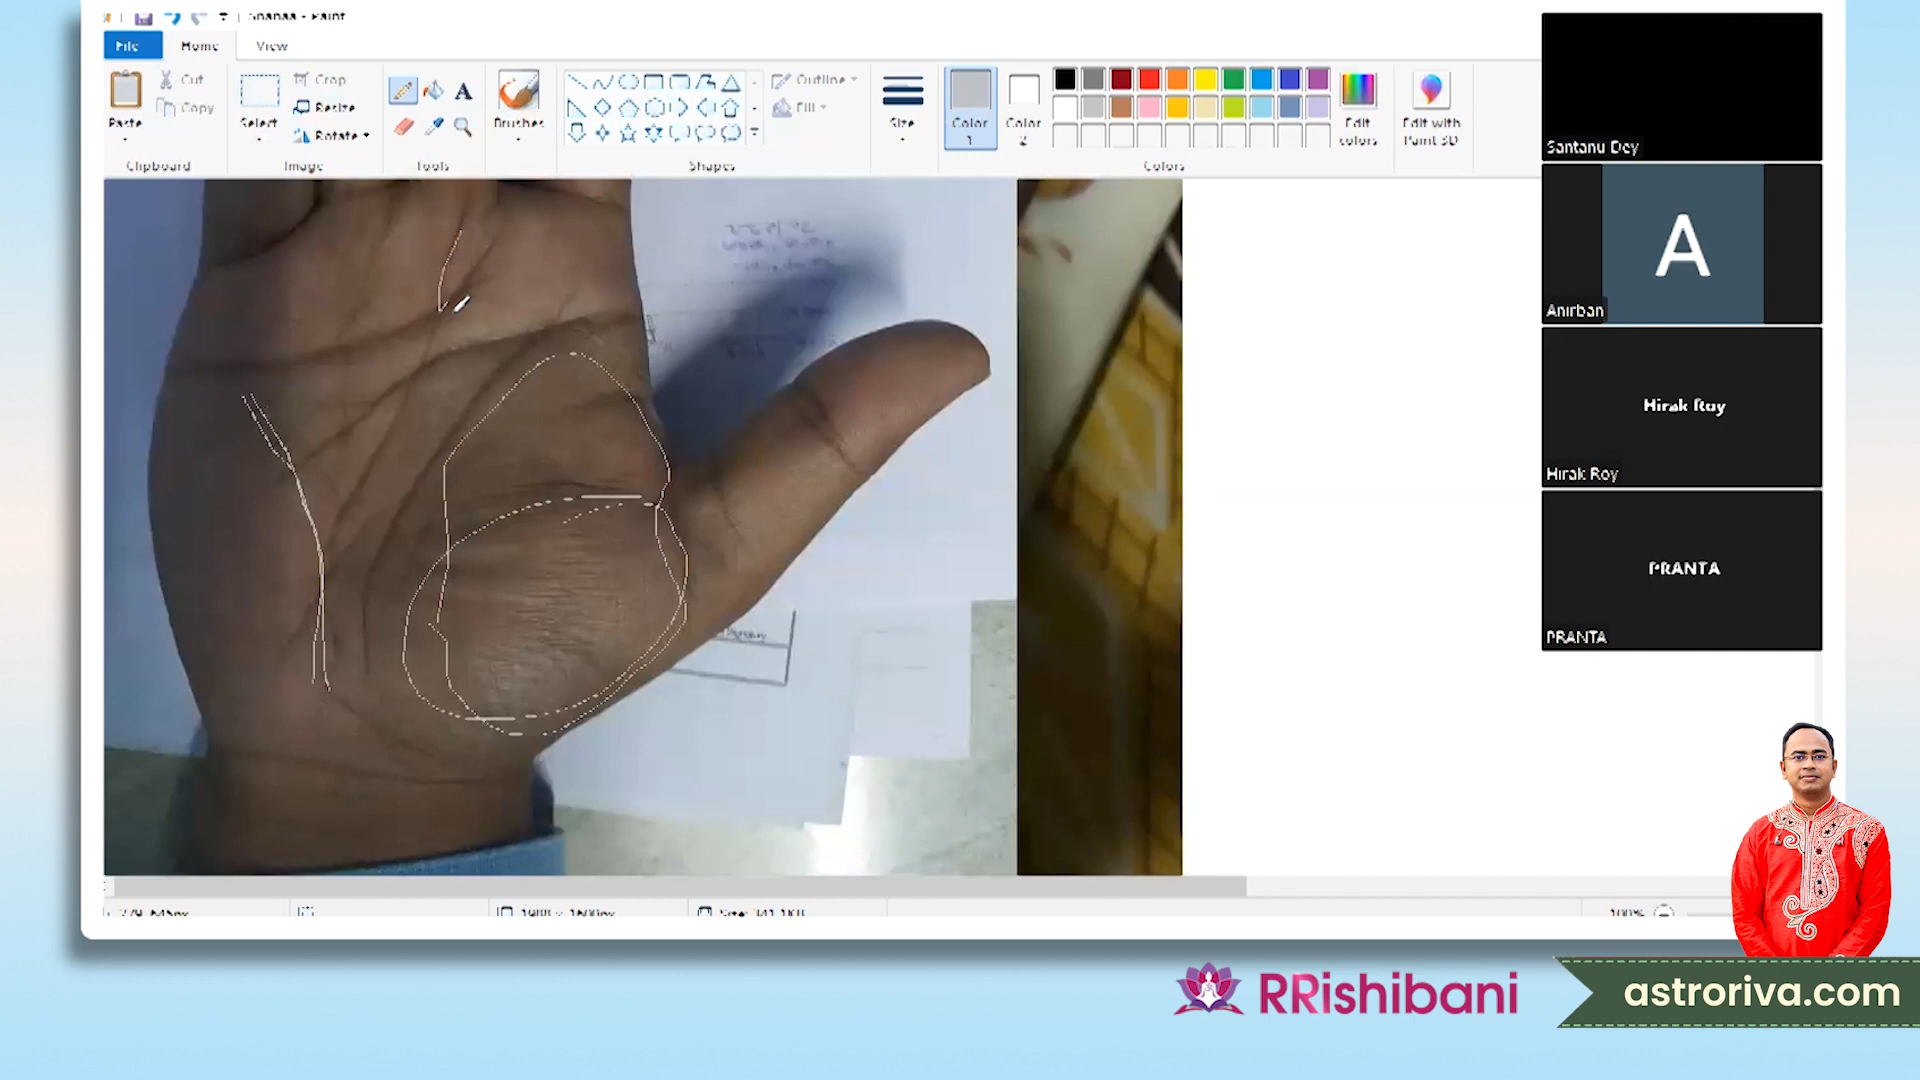 File
Home
View
Paste
Cut
Copy
Clipboard
Select
Crop
Resize
Rotate
Image
Tools
Brushes
Shapes
Outline
Fill
Size
Color
1
Color
2
Edit
colors
Edit with
Paint 3D
Colors
Santanu Dey
A
Anirban
Hirak Roy
Hirak Roy
PRANTA
PRANTA
100%
RRishibani
astroriva.com